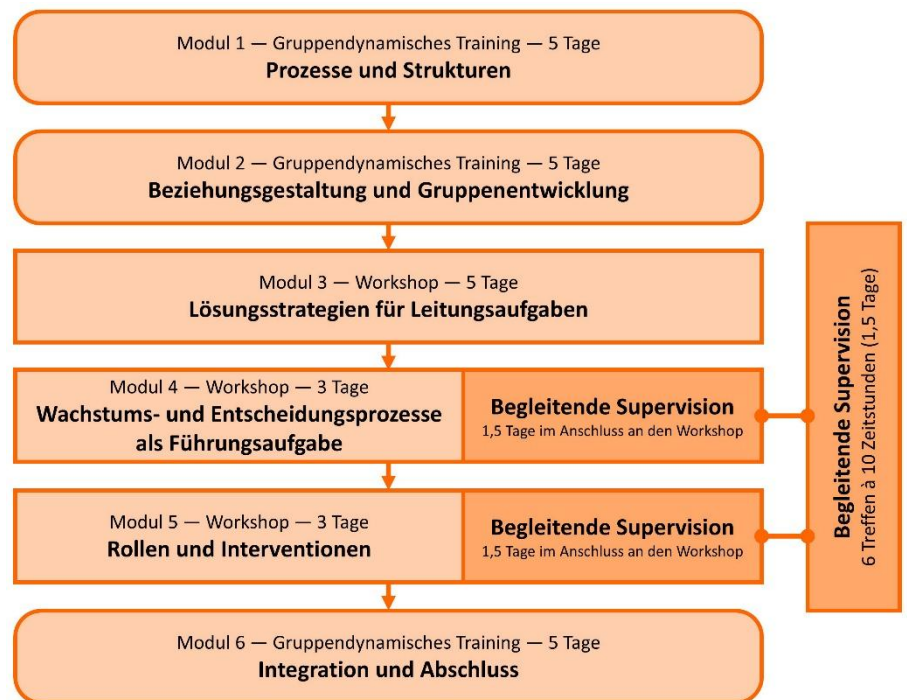 Modul 1 — Gruppendynamisches Training — 5 Tage
Prozesse und Strukturen
Modul 2 — Gruppendynamisches Training — 5 Tage
Beziehungsgestaltung und Gruppenentwicklung
Modul 3 — Workshop — 5 Tage
Lösungsstrategien für Leitungsaufgaben
Modul 4 — Workshop — 3 Tage
Wachstums- und Entscheidungsprozesse
als Führungsaufgabe
Begleitende Supervision
1,5 Tage im Anschluss an den Workshop
Modul 5 — Workshop — 3 Tage
Rollen und Interventionen
Begleitende Supervision
1,5 Tage im Anschluss an den Workshop
Modul 6 — Gruppendynamisches Training — 5 Tage
Integration und Abschluss
Begleitende Supervision
6 Treffen à 10 Zeitstunden (1,5 Tage)